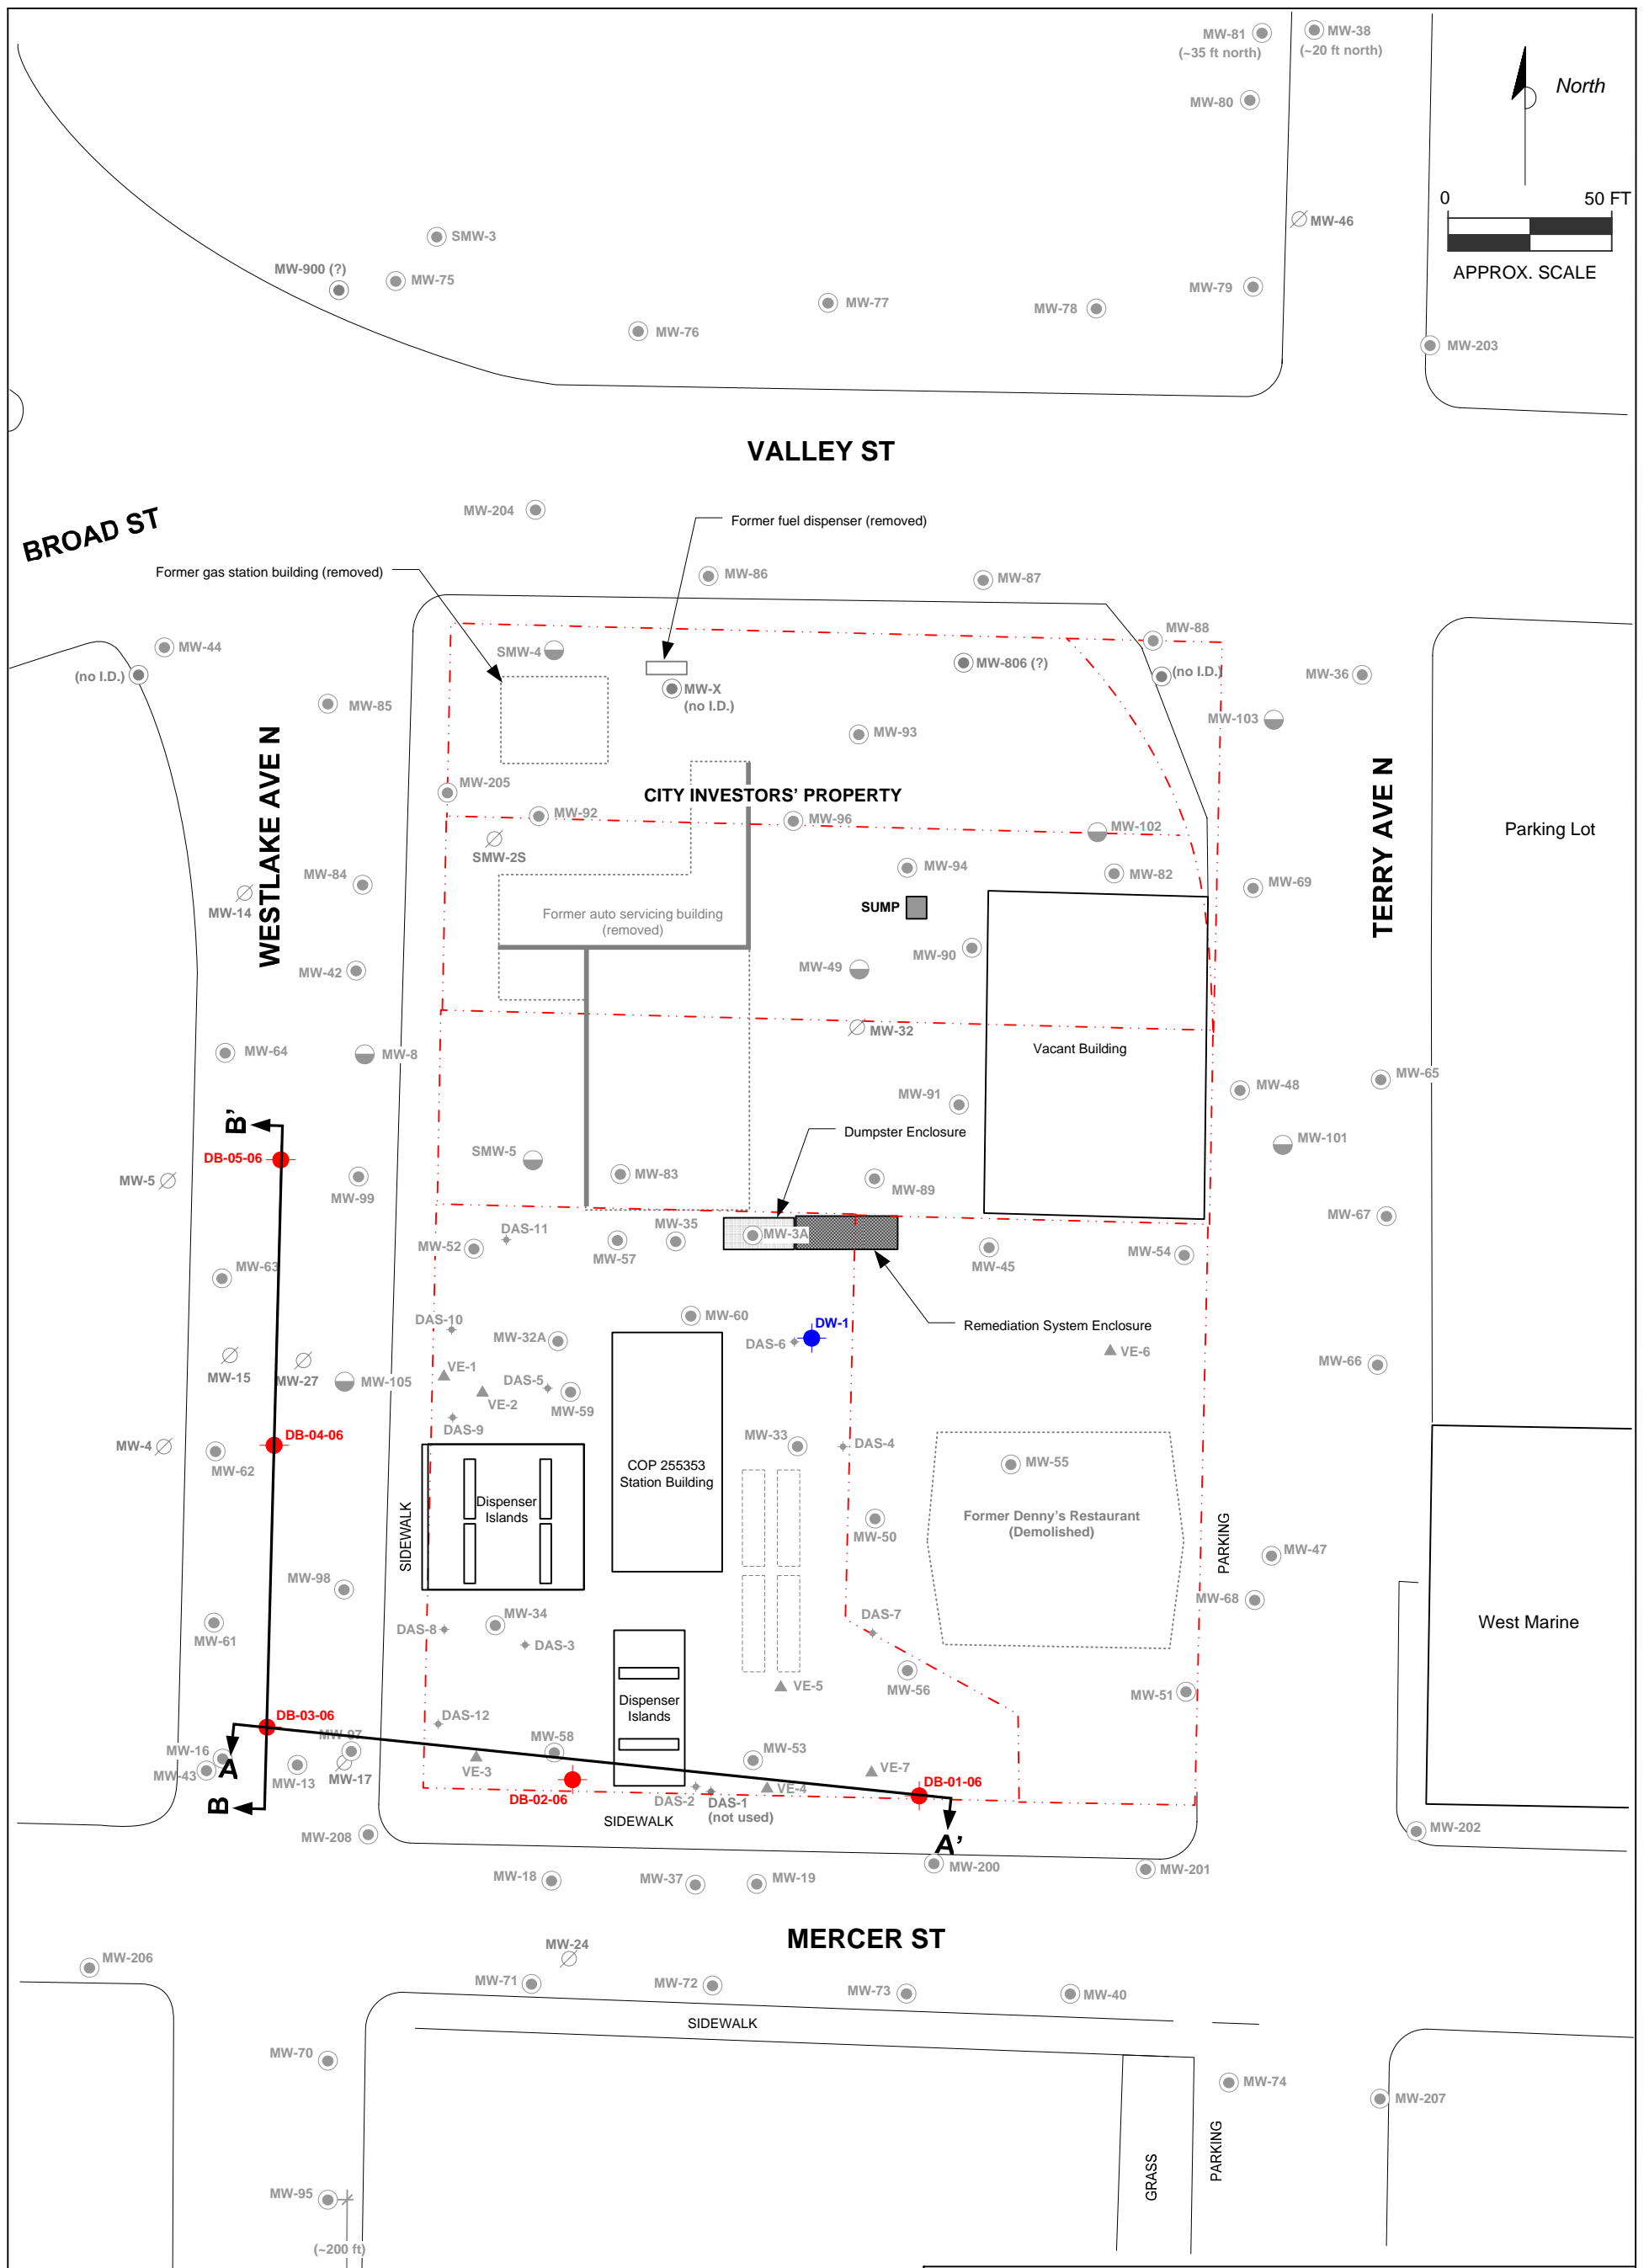 MW-81
(~35 ft north)
MW-38
(~20 ft north)
North
MW-80
0 50 FT
APPROX. SCALE
MW-46
SMW-3
MW-900 (?)
MW-75
MW-76
MW-77
MW-78
MW-79
MW-203
VALLEY ST
BROAD ST
MW-204
Former fuel dispenser (removed)
Former gas station building (removed)
MW-86
MW-87
MW-44
(no I.D.)
MW-85
SMW-4
MW-X
(no I.D.)
MW-806 (?)
MW-88
(no I.D.)
MW-36
MW-103
MW-93
WESTLAKE AVE N
TERRY AVE N
MW-205
CITY INVESTORS' PROPERTY
MW-92
MW-96
MW-102
Parking Lot
SMW-2S
MW-84
MW-14
MW-94
MW-82
MW-69
SUMP
Former auto servicing building
(removed)
MW-90
MW-42
MW-49
MW-32
MW-64
MW-8
Vacant Building
MW-65
MW-48
MW-91
B'
Dumpster Enclosure
MW-101
DB-05-06
MW-5
MW-99
SMW-5
MW-83
MW-89
MW-67
MW-52
DAS-11
MW-57
MW-35
MW-3A
MW-45
MW-54
MW-63
DAS-10
MW-32A
MW-60
DW-1
DAS-6
Remediation System Enclosure
VE-6
MW-66
MW-15
MW-27
MW-105
VE-1
VE-2
DAS-5
MW-59
DAS-9
MW-4
DB-04-06
MW-62
MW-33
DAS-4
MW-55
COP 255353
Station Building
Dispenser
Islands
SIDEWALK
MW-50
Former Denny's Restaurant
(Demolished)
PARKING
MW-47
MW-98
MW-68
MW-61
DAS-8
MW-34
DAS-3
DAS-7
West Marine
MW-56
MW-51
VE-5
Dispenser
Islands
DB-03-06
DAS-12
MW-97
MW-58
MW-16
MW-43
A
MW-13
MW-17
VE-3
MW-53
VE-7
DB-01-06
B
DB-02-06
DAS-2
DAS-1
(not used)
VE-4
SIDEWALK
A'
MW-208
MW-202
MW-200
MW-201
MW-18
MW-37
MW-19
MERCER ST
MW-24
MW-206
MW-71
MW-72
MW-73
MW-40
SIDEWALK
MW-70
MW-74
MW-207
GRASS
PARKING
MW-95
(~200 ft)